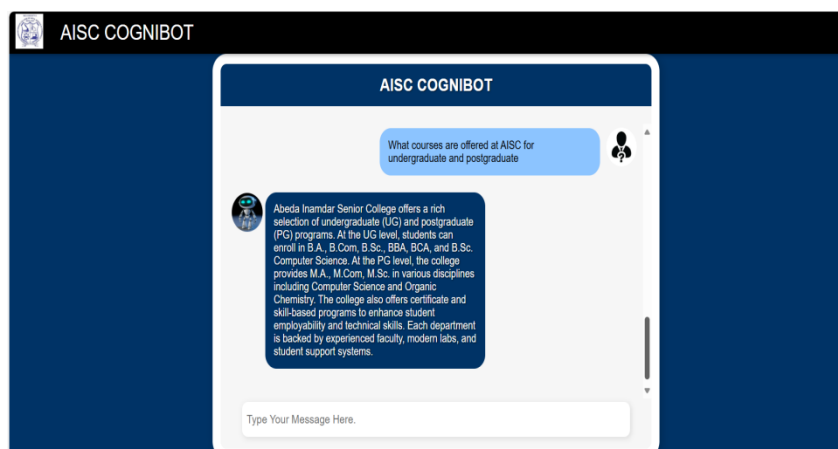 AISC COGNIBOT
AISC COGNIBOT
What courses are offered at AISC for
undergraduate and postgraduate
Abeda Inamdar Senior College offers a rich
selection of undergraduate (UG) and postgraduate
(PG) programs. At the UG level, students can
enroll in B.A., B.Com, B.Sc., BBA, BCA, and B.Sc.
Computer Science. At the PG level, the college
provides M.A., M.Com, M.Sc. in various disciplines
including Computer Science and Organic
Chemistry. The college also offers certificate and
skill-based programs to enhance student
employability and technical skills. Each department
is backed by experienced faculty, modern labs, and
student support systems.
Type Your Message Here.